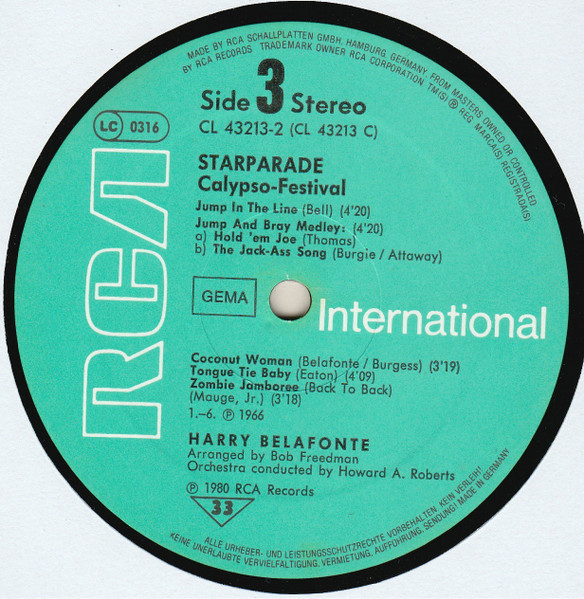 MADE BY RCA SCHALLPLATTEN GMBH, HAMBURG, GERMANY, FROM MASTERS OWNED OR CONTROLLED
BY RCA RECORDS TRADEMARK OWNER RCA CORPORATION TM(S) ® REG. MARCA(S) REGISTRADA(S)
Side 3 Stereo
CL 43213-2 (CL 43213 C)
LC 0316
RCA
STARPARADE
Calypso-Festival
Jump In The Line (Bell) (4'20)
Jump And Bray Medley: (4'20)
a) Hold 'em Joe (Thomas)
b) The Jack-Ass Song (Burgie / Attaway)
GEMA
International
Coconut Woman (Belafonte / Burgess) (3'19)
Tongue Tie Baby (Eaton) (4'09)
Zombie Jamboree (Back To Back)
(Mauge, Jr.) (3'18)
1.–6. ℗ 1966
HARRY BELAFONTE
Arranged by Bob Freedman
Orchestra conducted by Howard A. Roberts
℗ 1980 RCA Records
33
ALLE URHEBER- UND LEISTUNGSSCHUTZRECHTE VORBEHALTEN. KEIN VERLEIH!
KEINE UNERLAUBTE VERVIELFÄLTIGUNG, VERMIETUNG, AUFFÜHRUNG, SENDUNG! MADE IN GERMANY